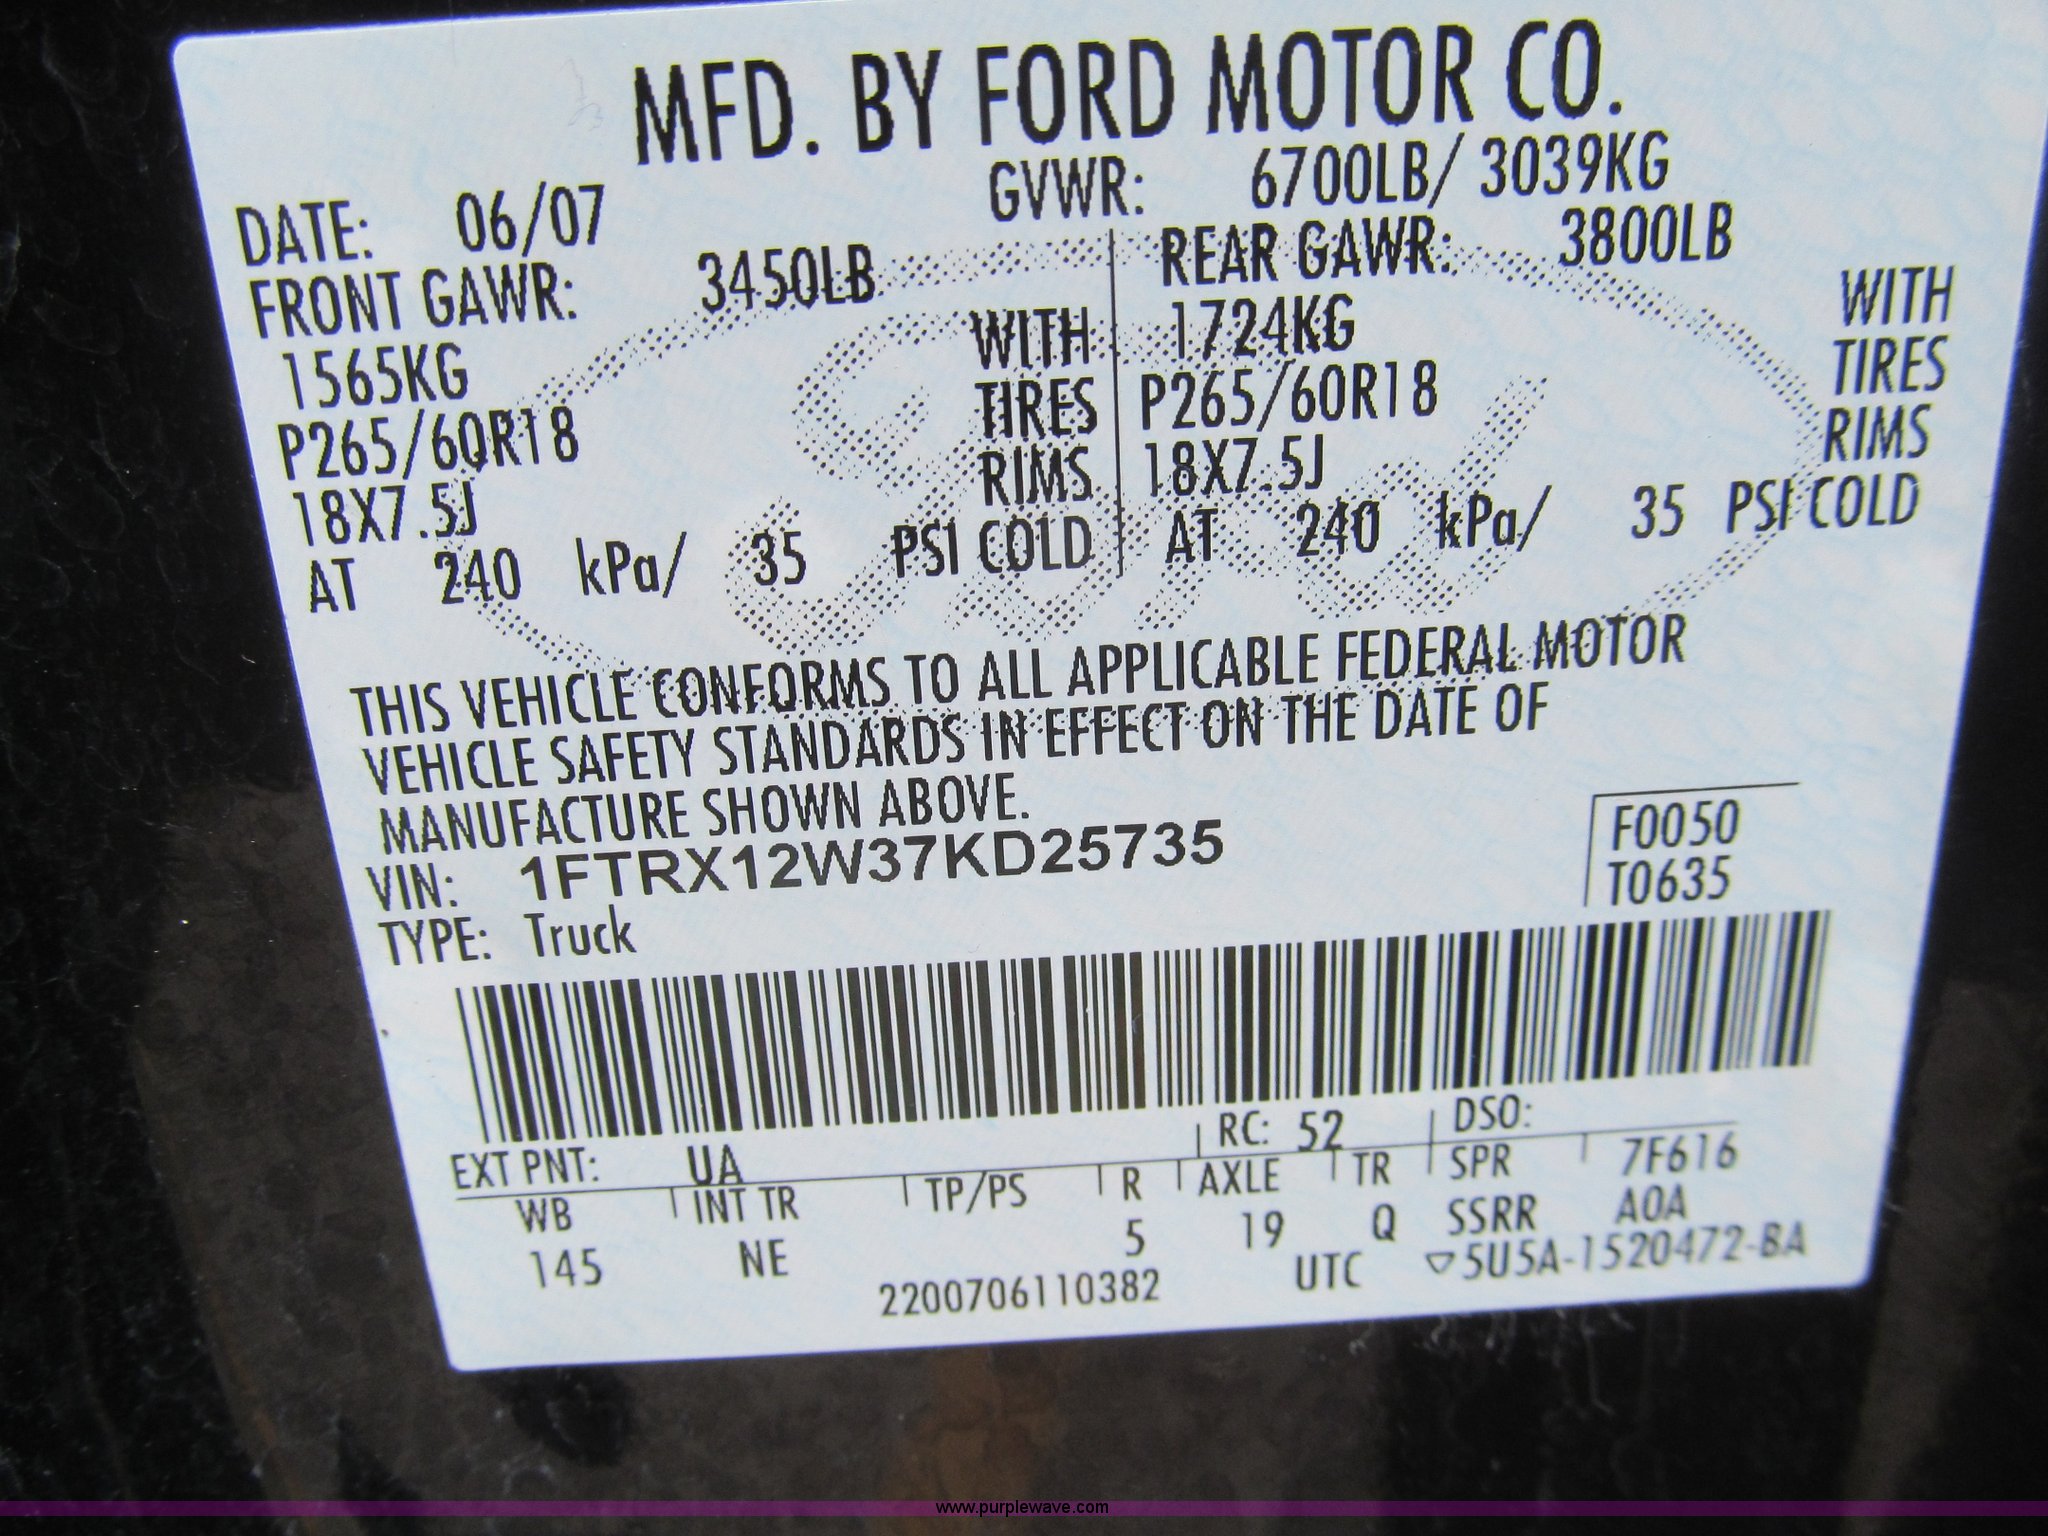 MFD. BY FORD MOTOR CO.
DATE: 06/07 GVWR: 6700LB/ 3039KG
FRONT GAWR: 3450LB REAR GAWR: 3800LB
1565KG WITH 1724KG WITH
P265/60R18 TIRES P265/60R18 TIRES
18X7.5J RIMS 18X7.5J RIMS
AT 240 kPa/ 35 PSI COLD AT 240 kPa/ 35 PSI COLD
THIS VEHICLE CONFORMS TO ALL APPLICABLE FEDERAL MOTOR
VEHICLE SAFETY STANDARDS IN EFFECT ON THE DATE OF
MANUFACTURE SHOWN ABOVE.
VIN: 1FTRX12W37KD25735 F0050
TYPE: Truck T0635
EXT PNT: UA RC: 52 DSO:
WB INT TR TP/PS R AXLE TR SPR 7F616
145 NE 5 19 Q SSRR A0A
2200706110382 UTC ▽5U5A-1520472-BA
www.purplewave.com